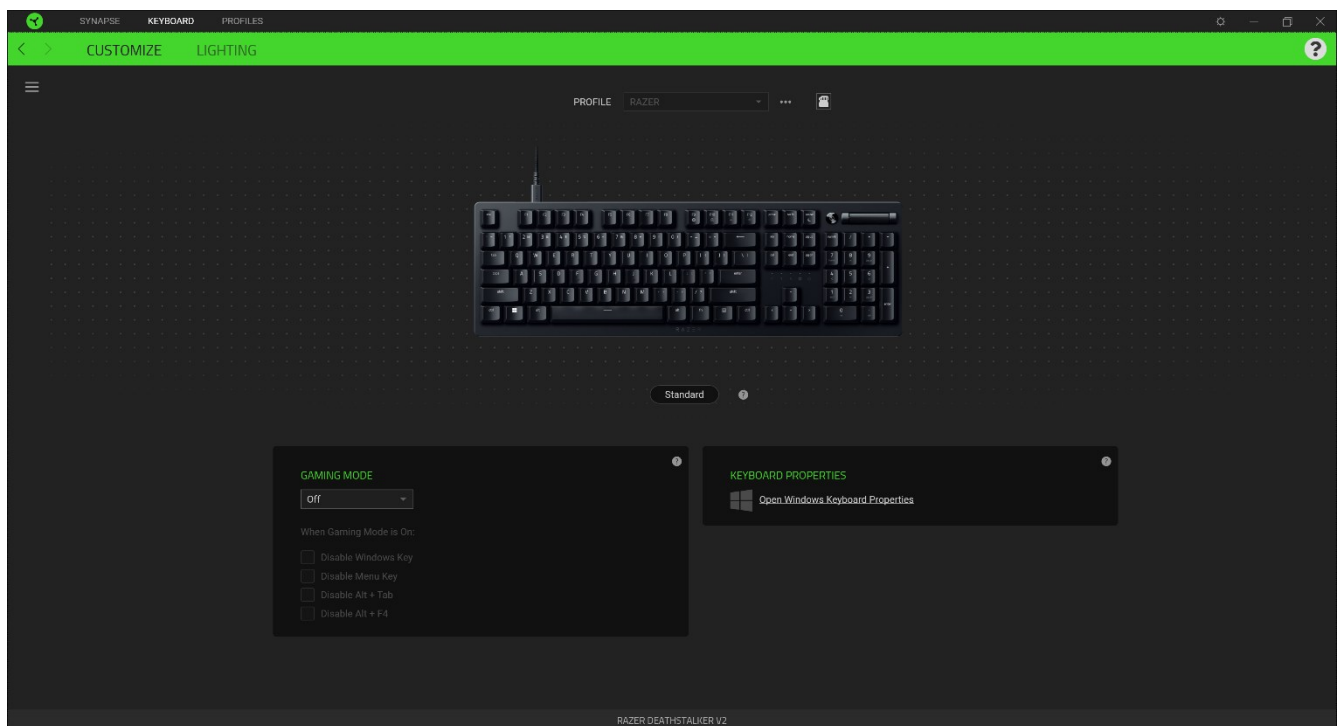 SYNAPSE KEYBOARD PROFILES
CUSTOMIZE LIGHTING ?
PROFILE RAZER
RAZER
Standard ?
GAMING MODE ?
Off
When Gaming Mode is On:
Disable Windows Key
Disable Menu Key
Disable Alt + Tab
Disable Alt + F4
KEYBOARD PROPERTIES ?
Open Windows Keyboard Properties
RAZER DEATHSTALKER V2